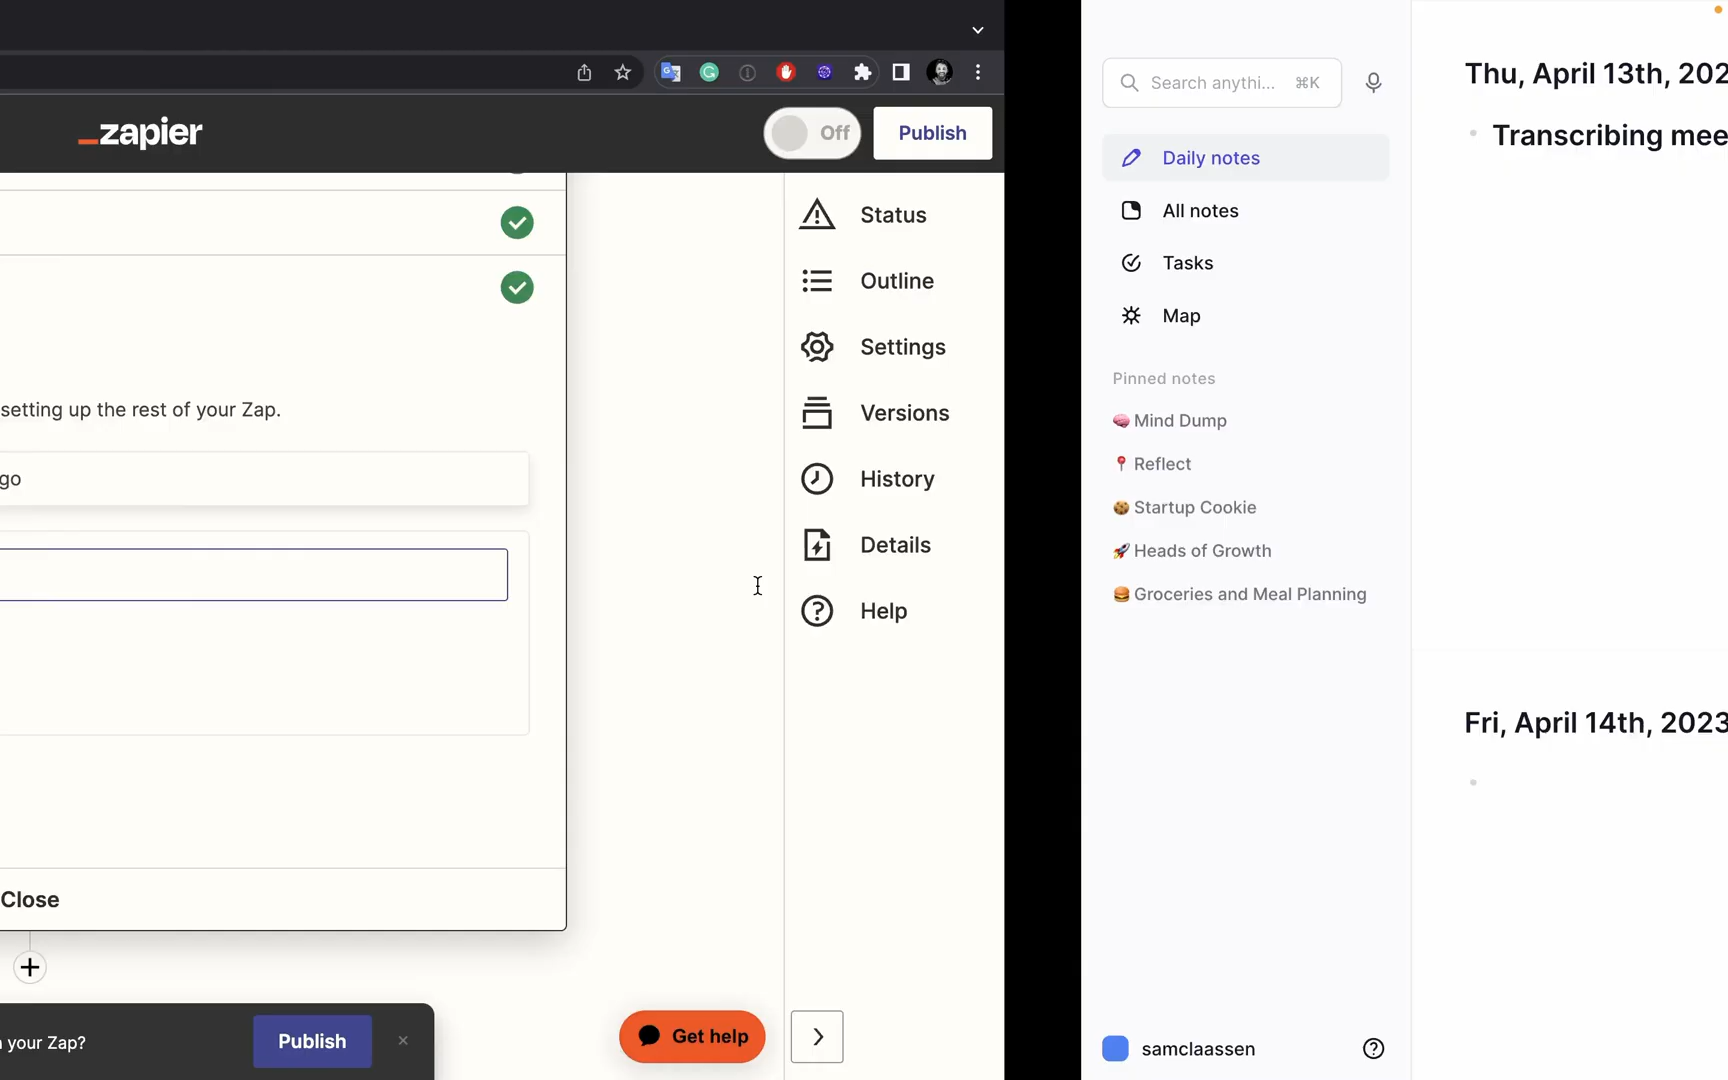 zapier
Off
Publish
setting up the rest of your Zap.
go
Close
your Zap?
Publish
Status
Outline
Settings
Versions
History
Details
Help
Get help
Search anythi... ⌘K
Daily notes
All notes
Tasks
Map
Pinned notes
Mind Dump
Reflect
Startup Cookie
Heads of Growth
Groceries and Meal Planning
samclaassen
Thu, April 13th, 202
Transcribing mee
Fri, April 14th, 2023